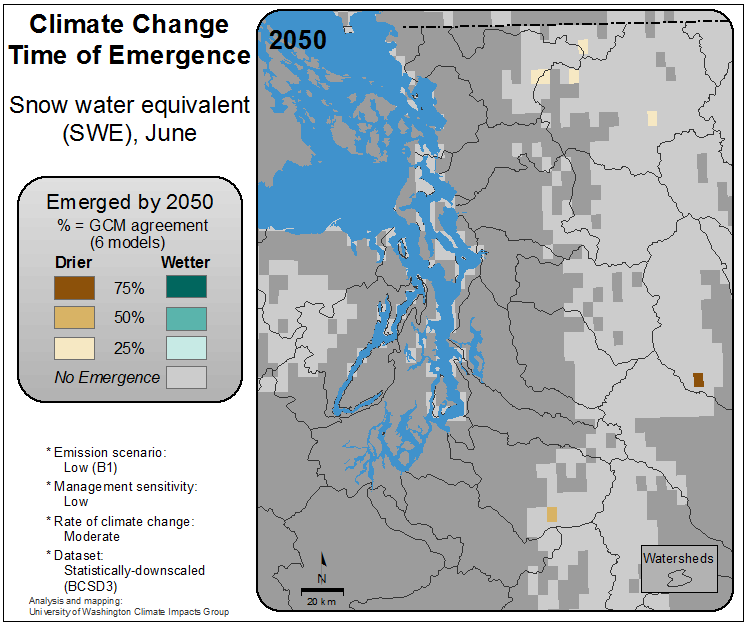 Climate Change
Time of Emergence
Snow water equivalent
(SWE), June
Emerged by 2050
% = GCM agreement
(6 models)
Drier Wetter
75%
50%
25%
No Emergence
* Emission scenario:
Low (B1)
* Management sensitivity:
Low
* Rate of climate change:
Moderate
* Dataset:
Statistically-downscaled
(BCSD3)
Analysis and mapping:
University of Washington Climate Impacts Group
2050
N
20 km
Watersheds